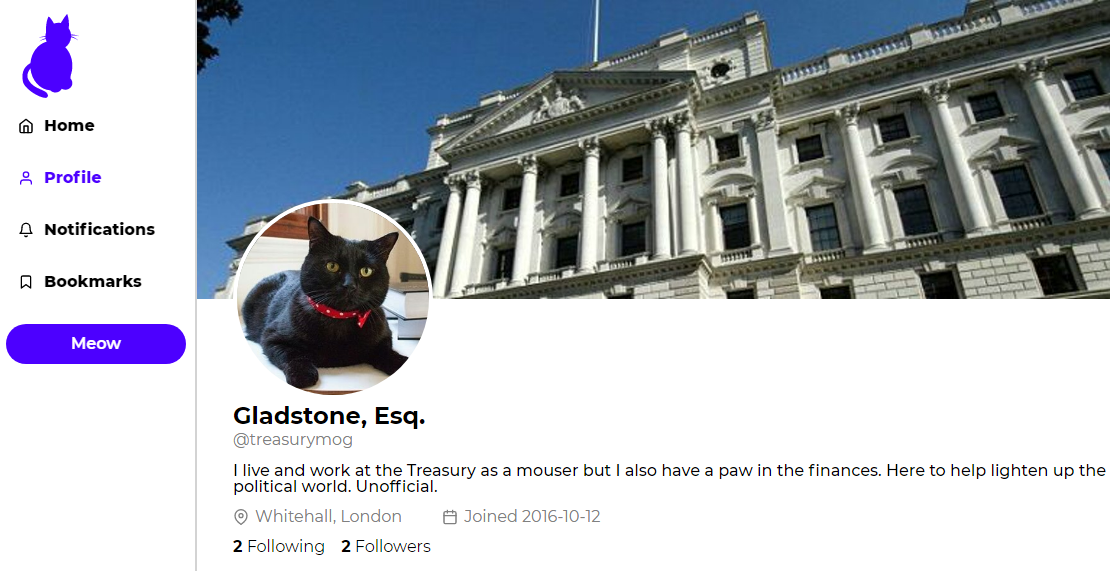 Home
Profile
Notifications
Bookmarks
Meow
Gladstone, Esq.
@treasurymog
I live and work at the Treasury as a mouser but I also have a paw in the finances. Here to help lighten up the
political world. Unofficial.
Whitehall, London Joined 2016-10-12
2 Following 2 Followers